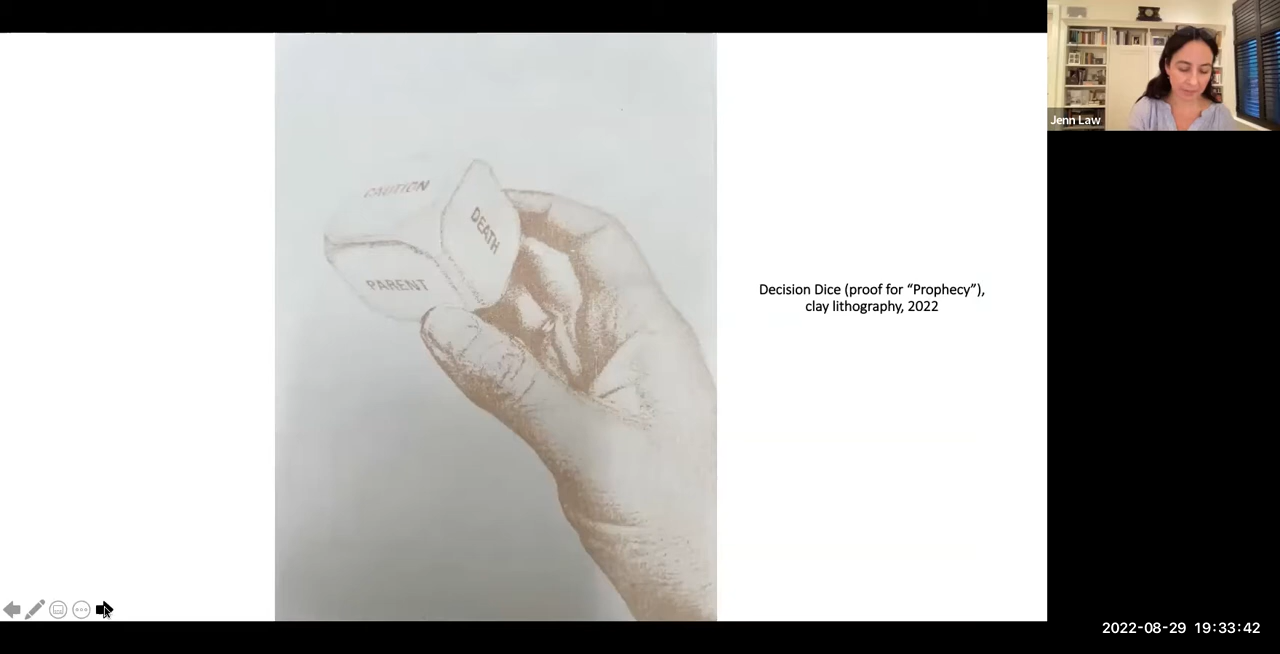 CAUTION
DEATH
PARENT
Decision Dice (proof for “Prophecy”),
clay lithography, 2022
Jenn Law
2022-08-29 19:33:42